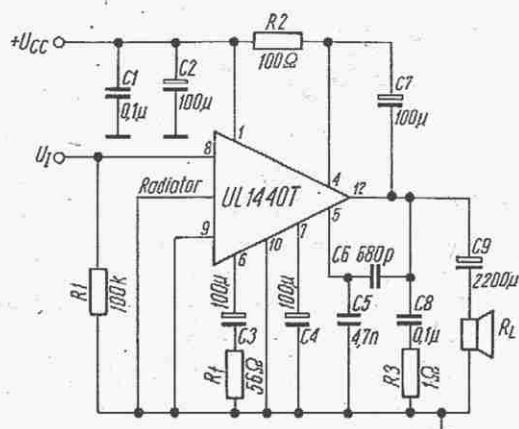 +UCC
R2
100Ω
C1
0,1µ
C2
100µ
C7
100µ
UI
8
1
Radiator
UL1440T
4
12
5
9
10
7
6
C6 680p
C9
2200µ
R1
100k
100µ
C3
100µ
C4
C5
4,7n
C8
0,1µ
RL
Rf
56Ω
R3
1Ω